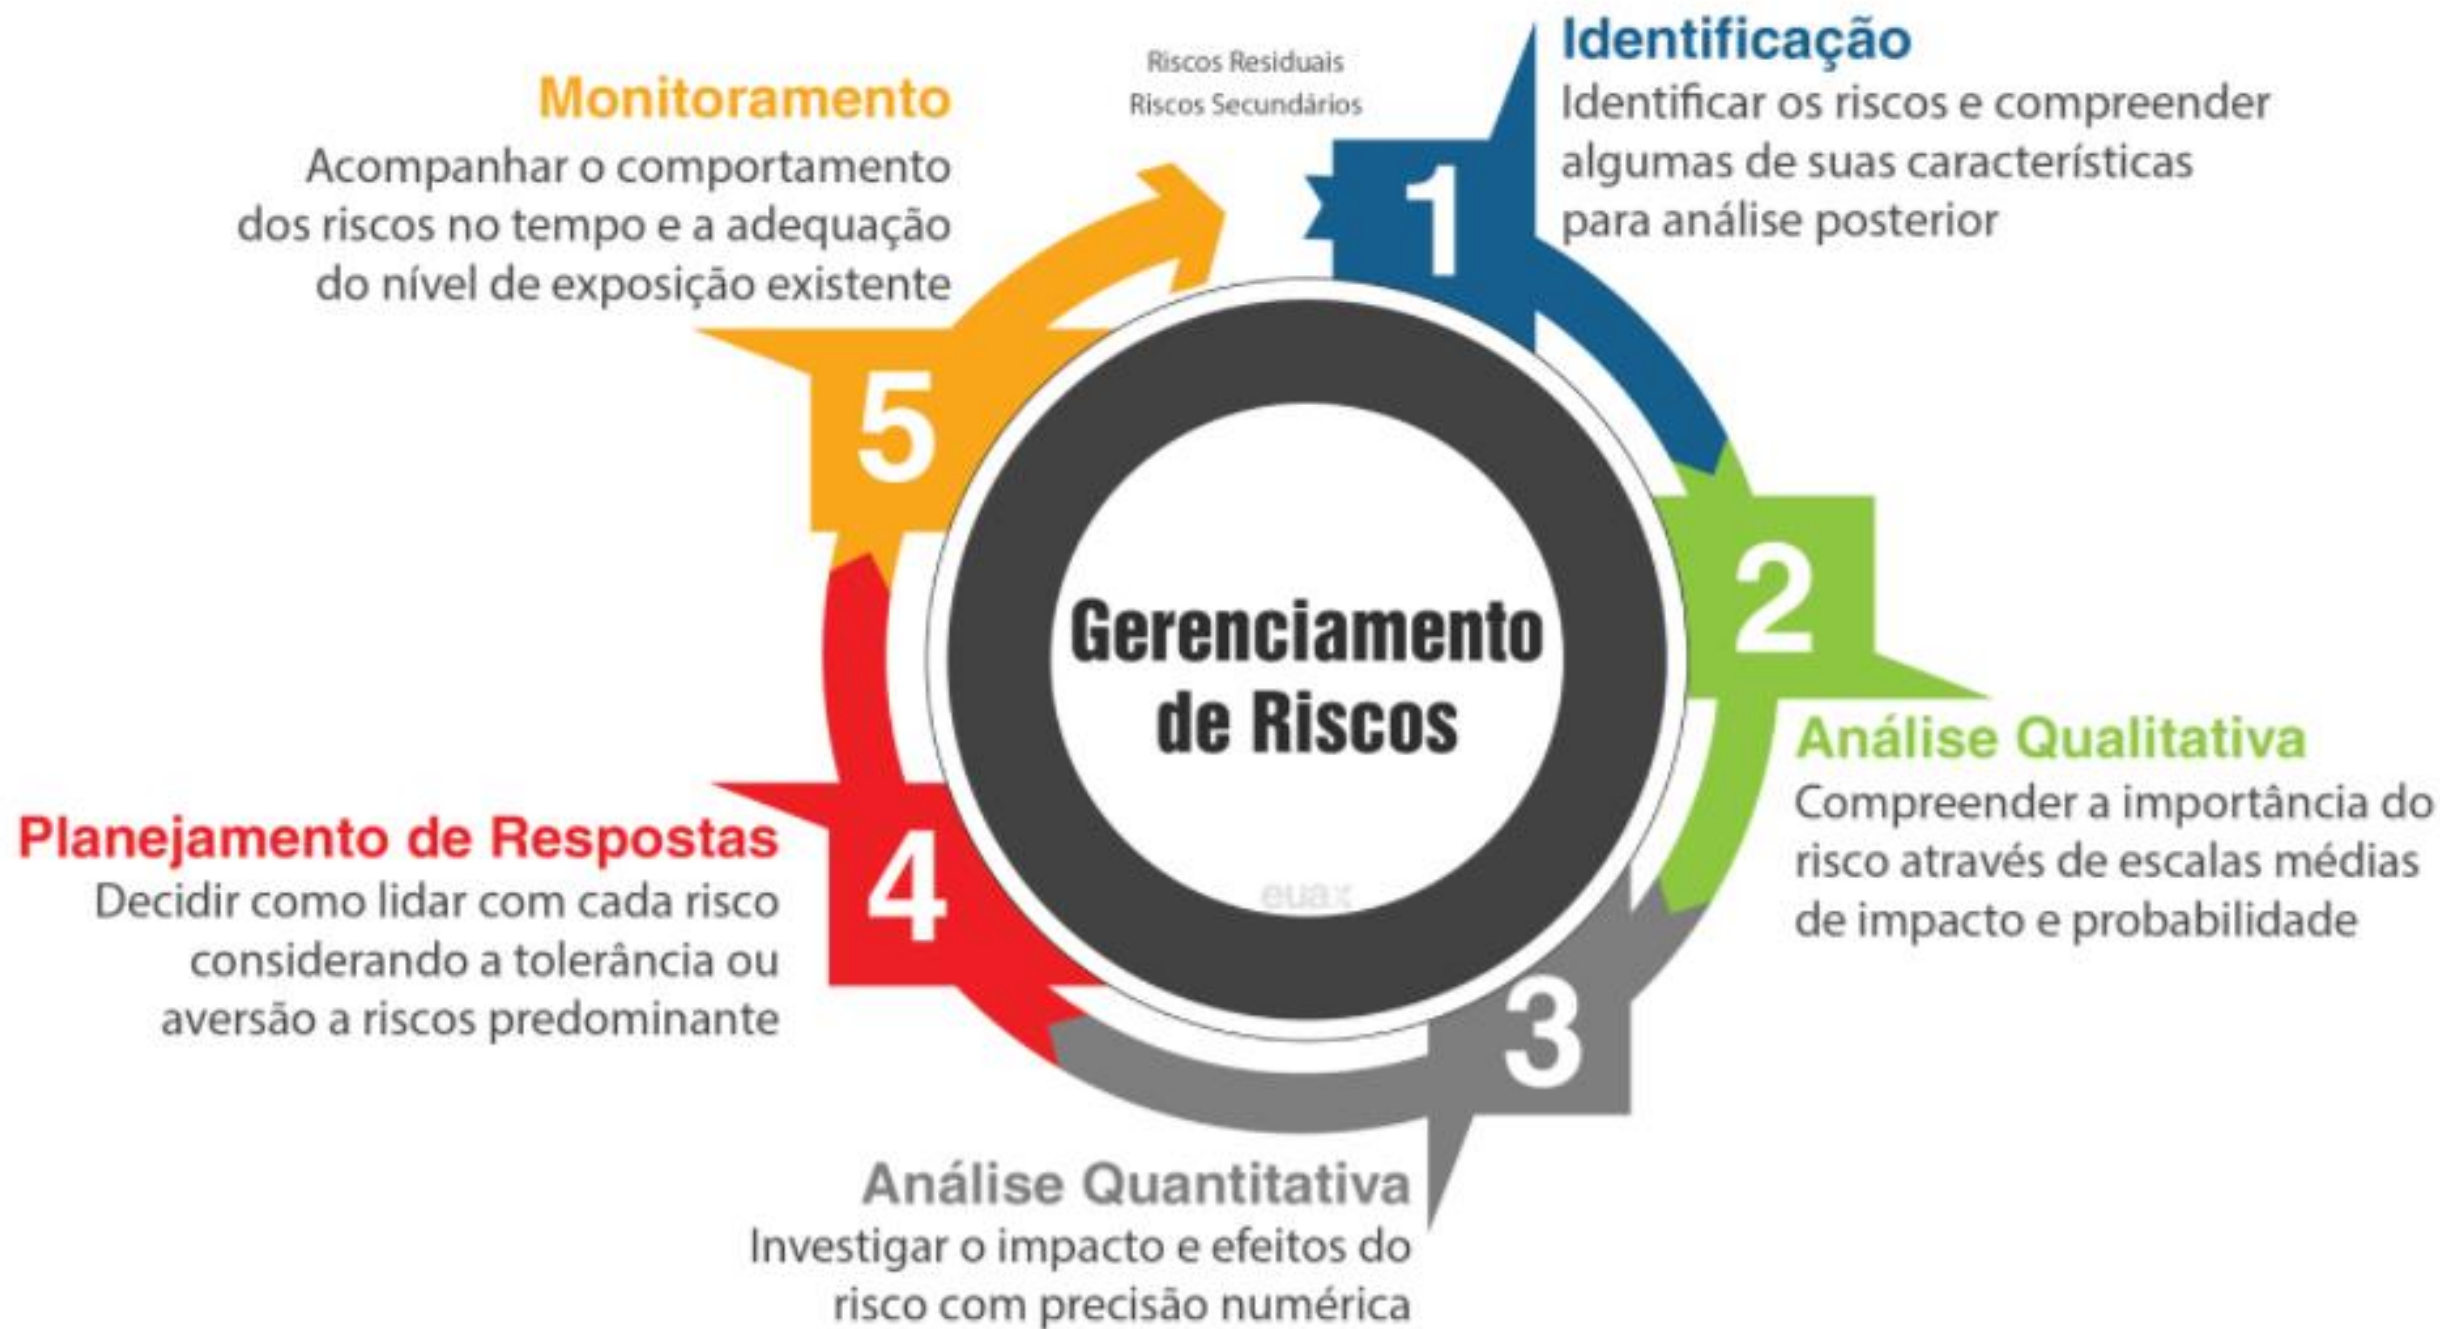 Riscos Residuais
Riscos Secundários
1
Identificação
Identificar os riscos e compreender
algumas de suas características
para análise posterior
2
Análise Qualitativa
Compreender a importância do
risco através de escalas médias
de impacto e probabilidade
3
Análise Quantitativa
Investigar o impacto e efeitos do
risco com precisão numérica
4
Planejamento de Respostas
Decidir como lidar com cada risco
considerando a tolerância ou
aversão a riscos predominante
5
Monitoramento
Acompanhar o comportamento
dos riscos no tempo e a adequação
do nível de exposição existente
Gerenciamento
de Riscos
euax